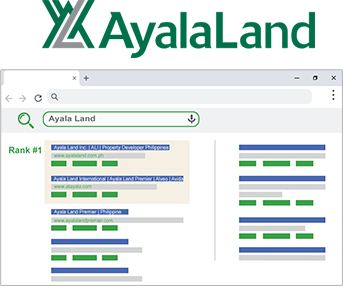 AyalaLand
Ayala Land
Rank #1
Ayala Land Inc. | ALI | Property Developer Philippines
www.ayalaland.com.ph
Ayala Land International | Ayala Land Premier | Alveo | Avida
www.atayala.com
Ayala Land Premier | Philippine
www.ayalalandpremier.com